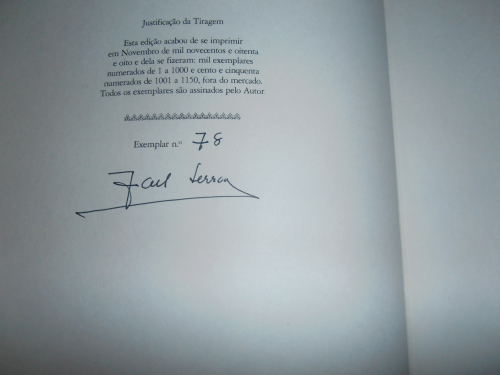 Justificação da Tiragem
Esta edição acabou de se imprimir
em Novembro de mil novecentos e oitenta
e oito e dela se fizeram: mil exemplares
numerados de 1 a 1000 e cento e cinquenta
numerados de 1001 a 1150, fora do mercado.
Todos os exemplares são assinados pelo Autor.
Exemplar n.º 78